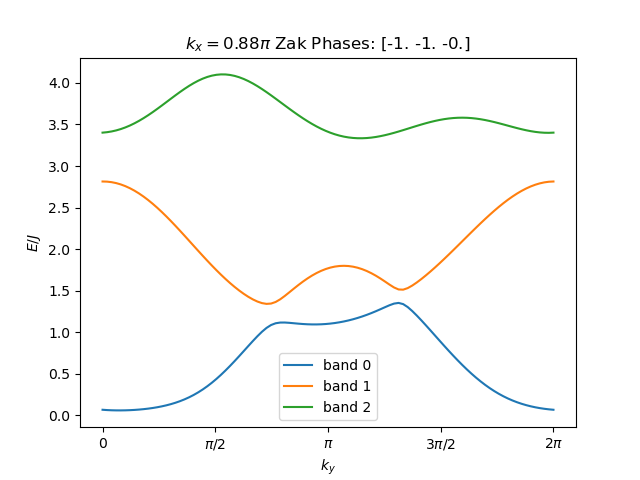 $k_x = 0.88\pi$ Zak Phases: [-1. -1. -0.]
4.0
3.5
3.0
2.5
2.0
1.5
1.0
0.5
0.0
E/J
band 0
band 1
band 2
0
π/2
π
3π/2
2π
$k_y$